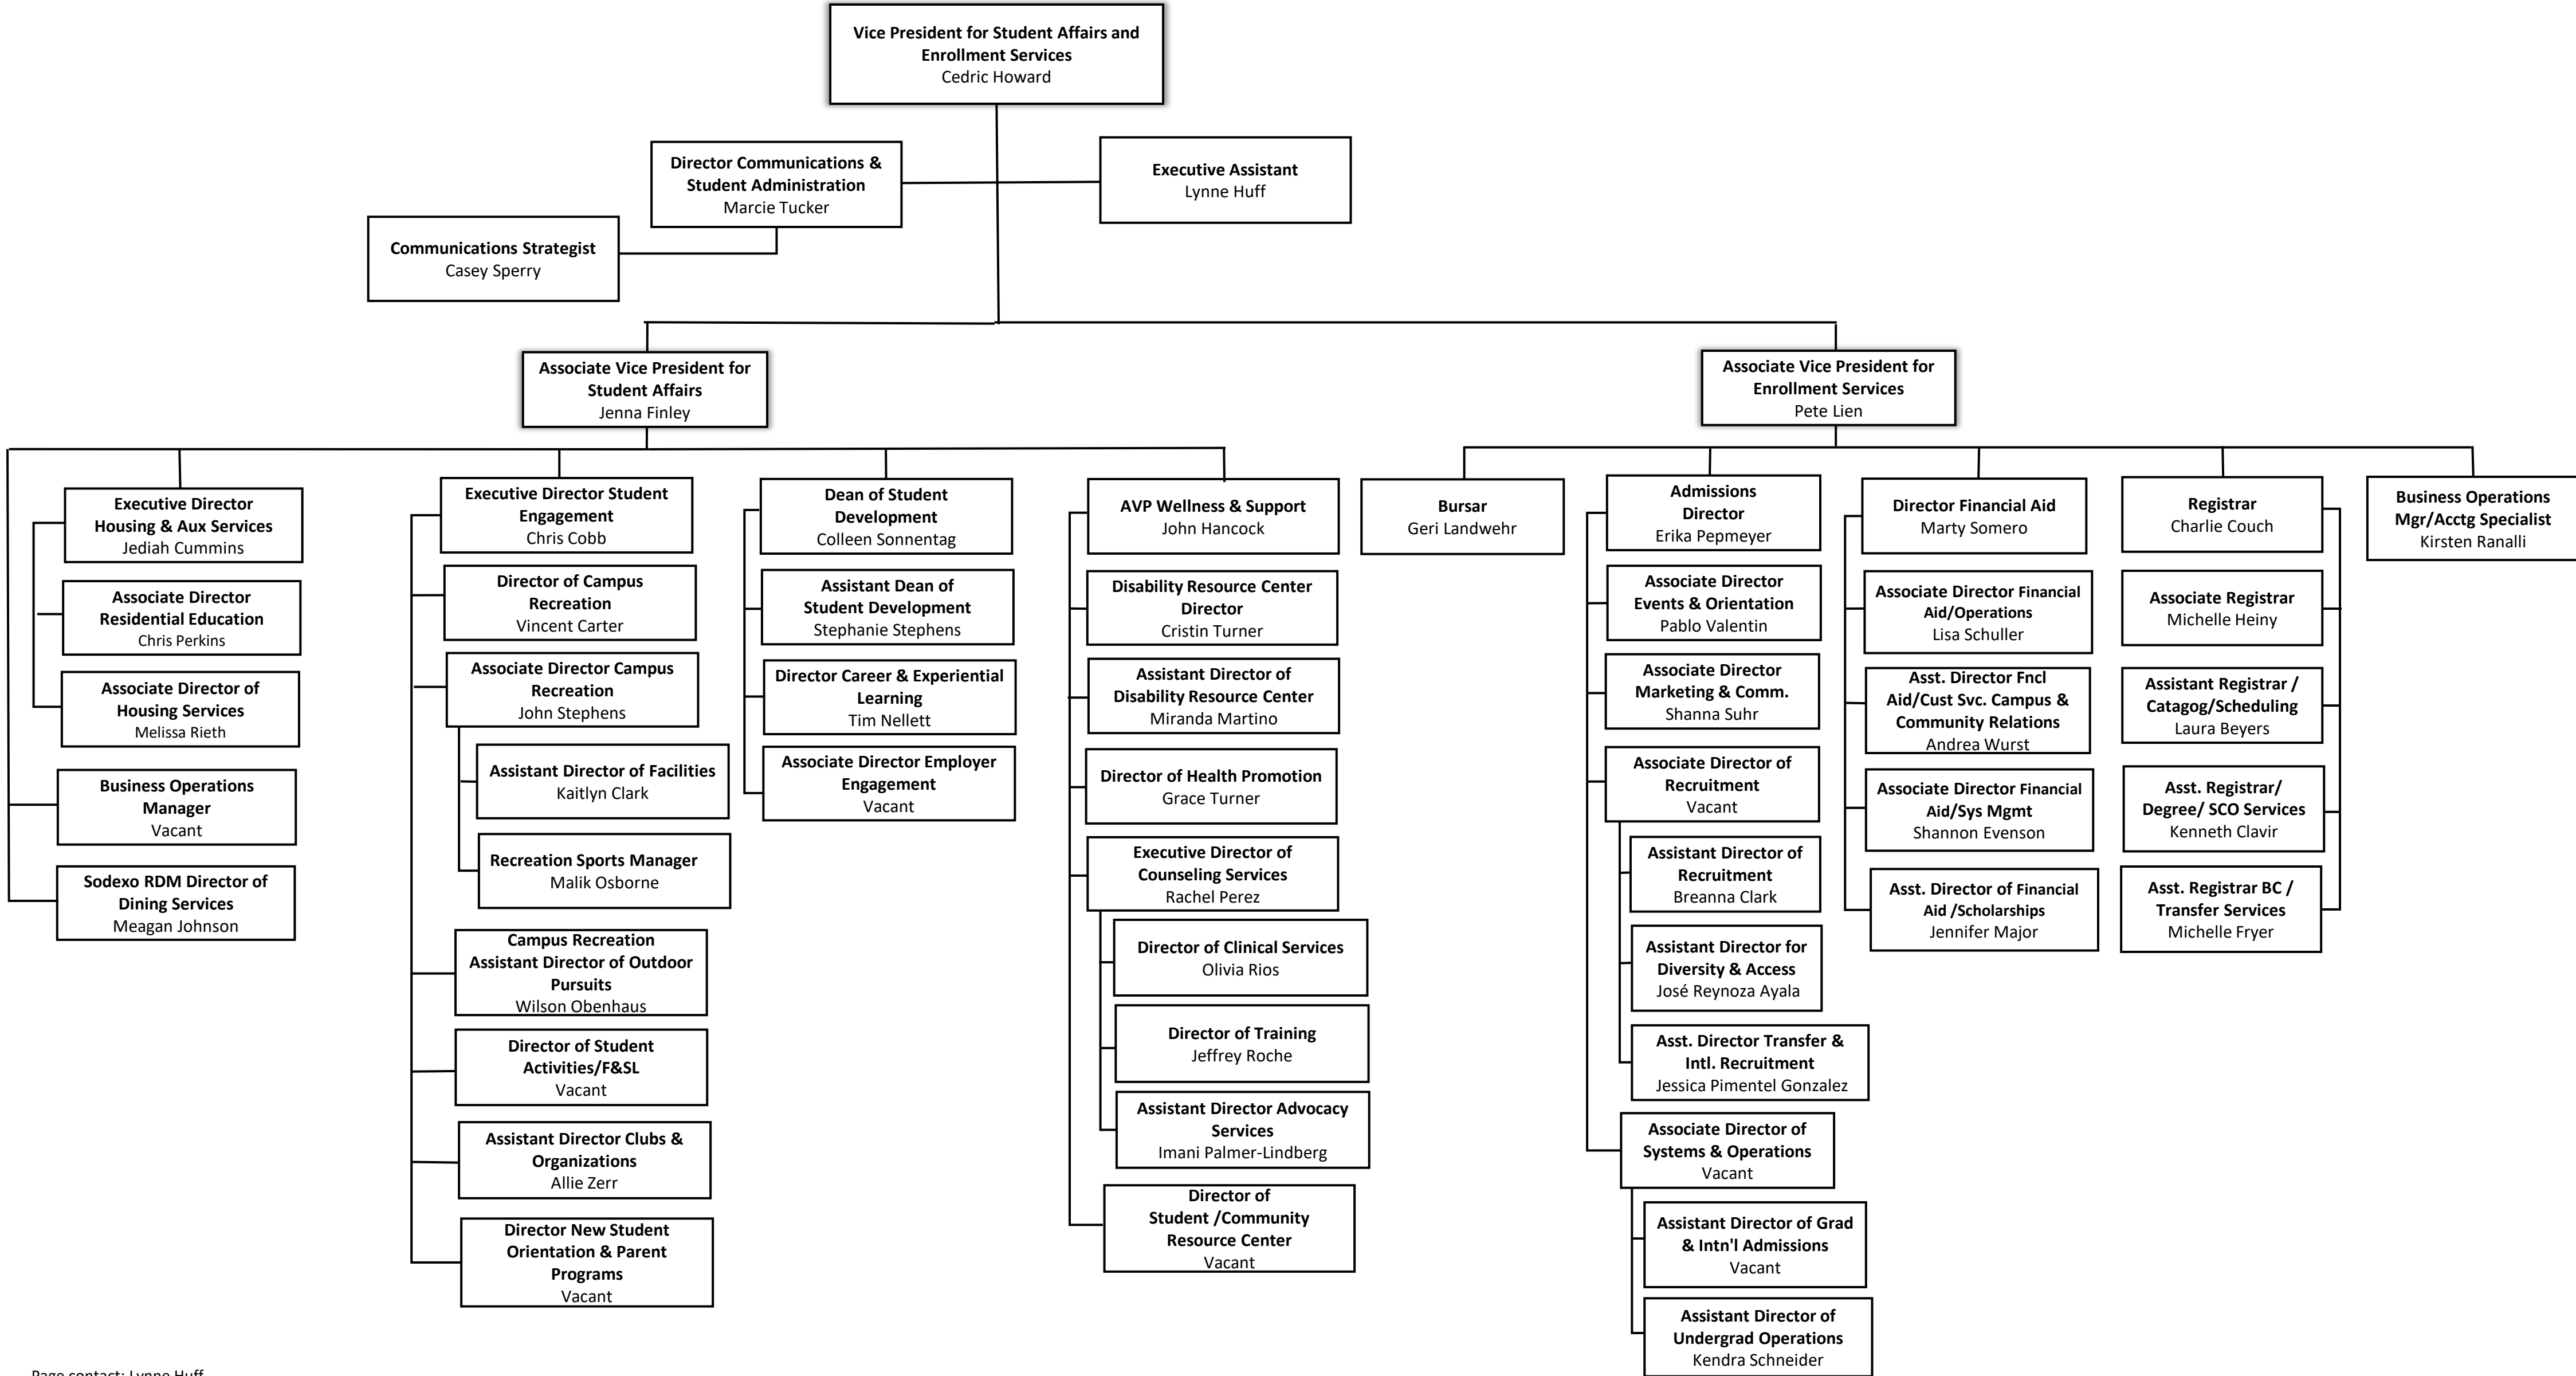 Vice President for Student Affairs and
Enrollment Services
Cedric Howard
Director Communications &
Student Administration
Marcie Tucker
Executive Assistant
Lynne Huff
Communications Strategist
Casey Sperry
Associate Vice President for
Student Affairs
Jenna Finley
Associate Vice President for
Enrollment Services
Pete Lien
Executive Director
Housing & Aux Services
Jediah Cummins
Associate Director
Residential Education
Chris Perkins
Associate Director of
Housing Services
Melissa Rieth
Business Operations
Manager
Vacant
Sodexo RDM Director of
Dining Services
Meagan Johnson
Executive Director Student
Engagement
Chris Cobb
Director of Campus
Recreation
Vincent Carter
Associate Director Campus
Recreation
John Stephens
Assistant Director of Facilities
Kaitlyn Clark
Recreation Sports Manager
Malik Osborne
Campus Recreation
Assistant Director of Outdoor
Pursuits
Wilson Obenhaus
Director of Student
Activities/F&SL
Vacant
Assistant Director Clubs &
Organizations
Allie Zerr
Director New Student
Orientation & Parent
Programs
Vacant
Dean of Student
Development
Colleen Sonnentag
Assistant Dean of
Student Development
Stephanie Stephens
Director Career & Experiential
Learning
Tim Nellett
Associate Director Employer
Engagement
Vacant
AVP Wellness & Support
John Hancock
Disability Resource Center
Director
Cristin Turner
Assistant Director of
Disability Resource Center
Miranda Martino
Director of Health Promotion
Grace Turner
Executive Director of
Counseling Services
Rachel Perez
Director of Clinical Services
Olivia Rios
Director of Training
Jeffrey Roche
Assistant Director Advocacy
Services
Imani Palmer-Lindberg
Director of
Student /Community
Resource Center
Vacant
Bursar
Geri Landwehr
Admissions
Director
Erika Pepmeyer
Associate Director
Events & Orientation
Pablo Valentin
Associate Director
Marketing & Comm.
Shanna Suhr
Associate Director of
Recruitment
Vacant
Assistant Director of
Recruitment
Breanna Clark
Assistant Director for
Diversity & Access
José Reynoza Ayala
Asst. Director Transfer &
Intl. Recruitment
Jessica Pimentel Gonzalez
Associate Director of
Systems & Operations
Vacant
Assistant Director of Grad
& Intn'l Admissions
Vacant
Assistant Director of
Undergrad Operations
Kendra Schneider
Director Financial Aid
Marty Somero
Associate Director Financial
Aid/Operations
Lisa Schuller
Asst. Director Fncl
Aid/Cust Svc. Campus &
Community Relations
Andrea Wurst
Associate Director Financial
Aid/Sys Mgmt
Shannon Evenson
Asst. Director of Financial
Aid /Scholarships
Jennifer Major
Registrar
Charlie Couch
Associate Registrar
Michelle Heiny
Assistant Registrar /
Catagog/Scheduling
Laura Beyers
Asst. Registrar/
Degree/ SCO Services
Kenneth Clavir
Asst. Registrar BC /
Transfer Services
Michelle Fryer
Business Operations
Mgr/Acctg Specialist
Kirsten Ranalli
Page contact: Lynne Huff